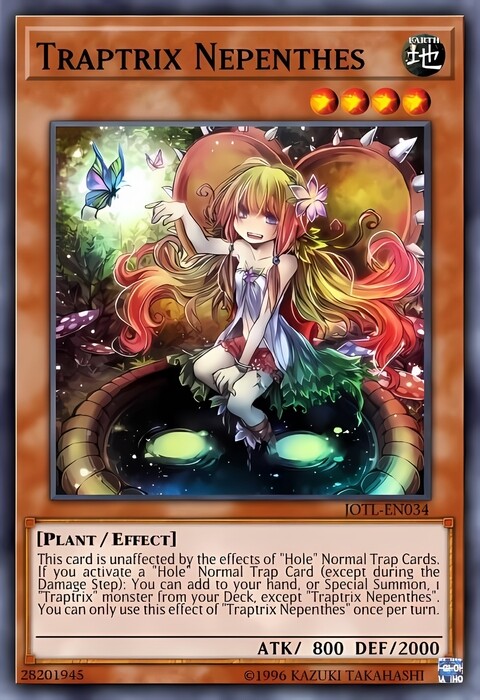 Traptrix Nepenthes
EARTH
地
JOTL-EN034
[Plant / Effect]
This card is unaffected by the effects of "Hole" Normal Trap Cards.
If you activate a "Hole" Normal Trap Card (except during the
Damage Step): You can add to your hand, or Special Summon, 1
"Traptrix" monster from your Deck, except "Traptrix Nepenthes".
You can only use this effect of "Traptrix Nepenthes" once per turn.
ATK/ 800 DEF/2000
28201945
©1996 KAZUKI TAKAHASHI